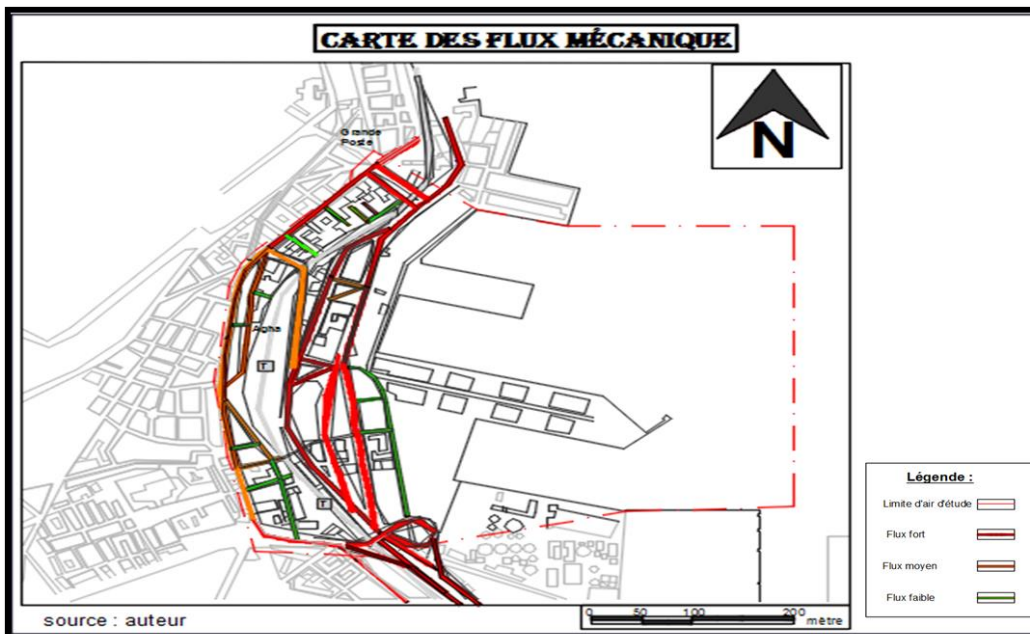 CARTE DES FLUX MÉCANIQUE
N
Grande
Poste
Agha
T
T
Légende :
Limite d'air d'étude
Flux fort
Flux moyen
Flux faible
source : auteur
0 50 100 200
mètre